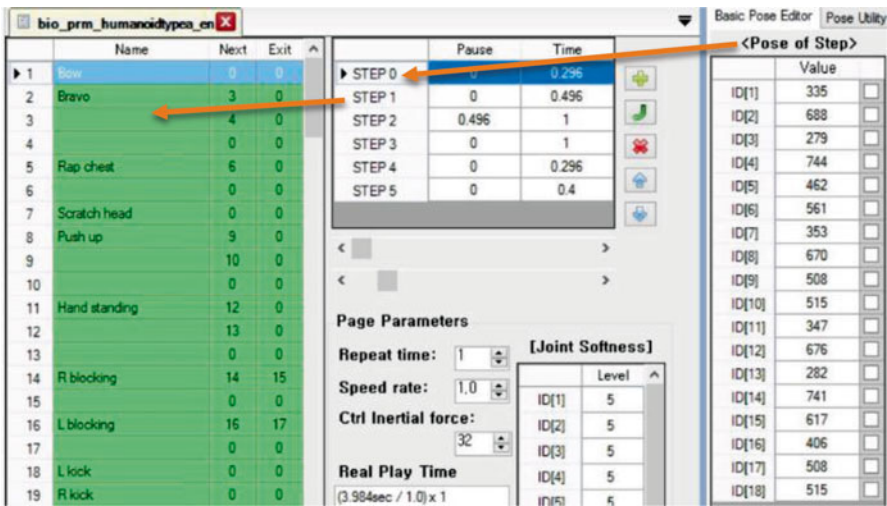 bio_prm_humanoidtypea_en
Basic Pose Editor Pose Utility
<Pose of Step>
Name Next Exit
1 Bow 0 0
2 Bravo 3 0
3 4 0
4 0 0
5 Rap chest 6 0
6 0 0
7 Scratch head 0 0
8 Push up 9 0
9 10 0
10 0 0
11 Hand standing 12 0
12 13 0
13 0 0
14 R blocking 14 15
15 0 0
16 L blocking 16 17
17 0 0
18 L kick 0 0
19 R kick 0 0
Pause Time
STEP 0 0 0.296
STEP 1 0 0.496
STEP 2 0.496 1
STEP 3 0 1
STEP 4 0 0.296
STEP 5 0 0.4
Page Parameters
Repeat time: 1
Speed rate: 1.0
Ctrl Inertial force:
32
Real Play Time
(3.984sec / 1.0) x 1
[Joint Softness]
Level
ID[1] 5
ID[2] 5
ID[3] 5
ID[4] 5
ID[5] 5
Value
ID[1] 335
ID[2] 688
ID[3] 279
ID[4] 744
ID[5] 462
ID[6] 561
ID[7] 353
ID[8] 670
ID[9] 508
ID[10] 515
ID[11] 347
ID[12] 676
ID[13] 282
ID[14] 741
ID[15] 617
ID[16] 406
ID[17] 508
ID[18] 515